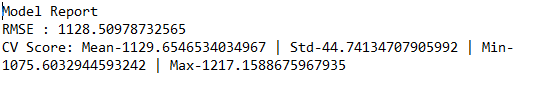 Model Report
RMSE : 1128.50978732565
CV Score: Mean-1129.6546534034967 | Std-44.74134707905992 | Min-
1075.6032944593242 | Max-1217.1588675967935